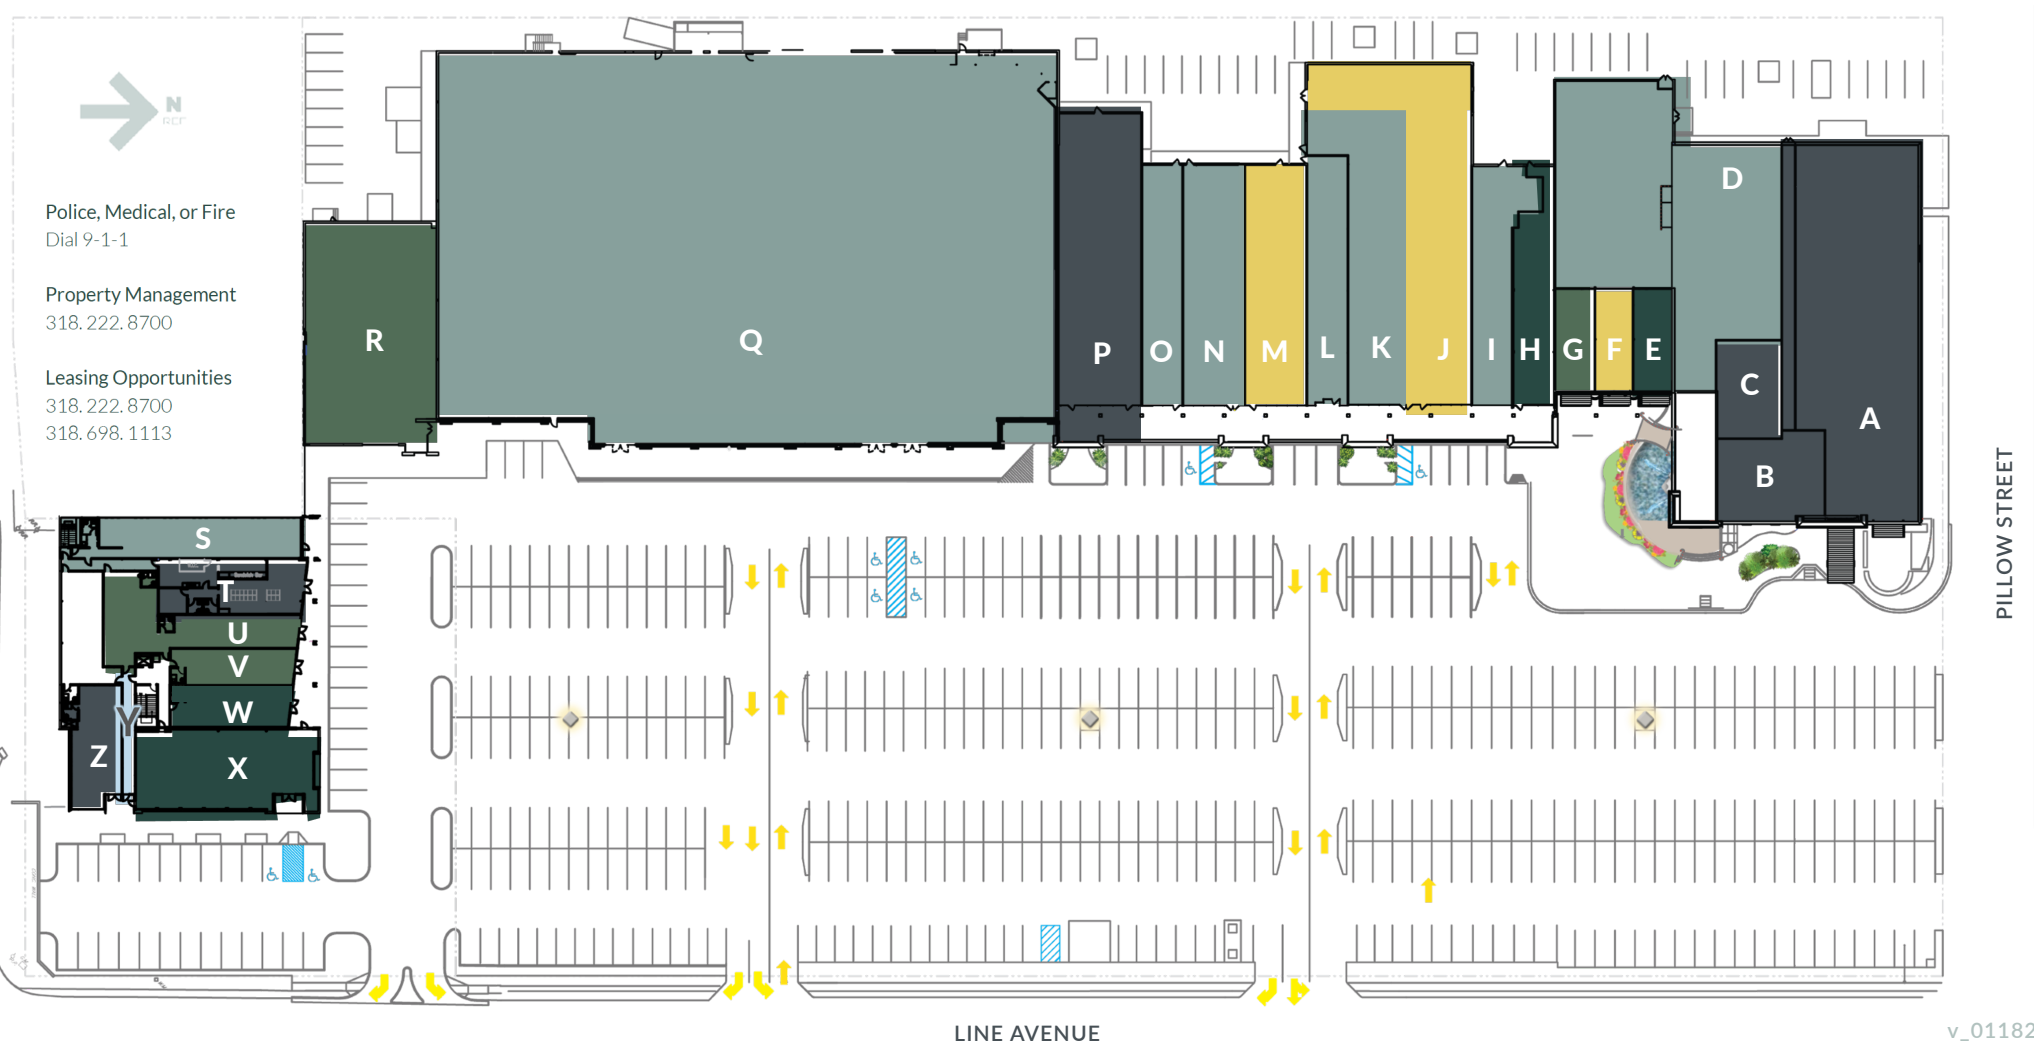 N
Police, Medical, or Fire
Dial 9-1-1
Property Management
318. 222. 8700
Leasing Opportunities
318. 222. 8700
318. 698. 1113
R
Q
P
O
N
M
L
K
J
I
H
G
F
E
D
C
B
A
S
T
U
V
W
X
Y
Z
PILLOW STREET
LINE AVENUE
v_01182